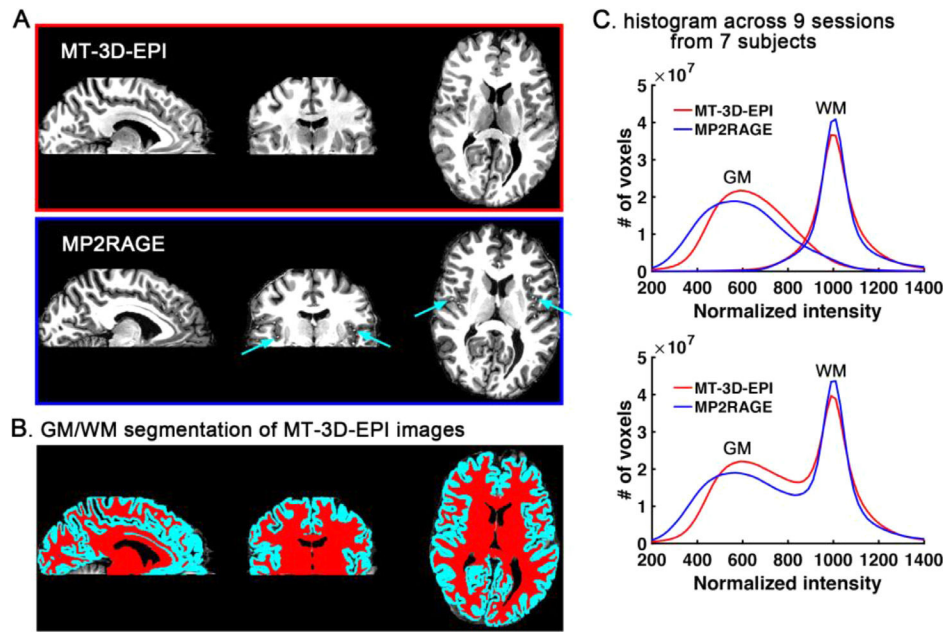 A
MT-3D-EPI
MP2RAGE
B. GM/WM segmentation of MT-3D-EPI images
C. histogram across 9 sessions
from 7 subjects
×10⁷
5
4
3
2
1
0
# of voxels
MT-3D-EPI
MP2RAGE
GM
WM
200 400 600 800 1000 1200 1400
Normalized intensity
×10⁷
5
4
3
2
1
0
# of voxels
MT-3D-EPI
MP2RAGE
GM
WM
200 400 600 800 1000 1200 1400
Normalized intensity